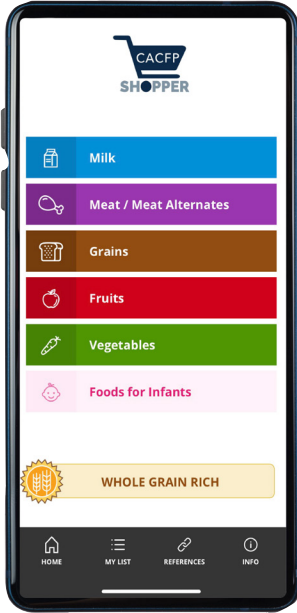 CACFP
SHOPPER
Milk
Meat / Meat Alternates
Grains
Fruits
Vegetables
Foods for Infants
WHOLE GRAIN RICH
HOME
MY LIST
REFERENCES
INFO